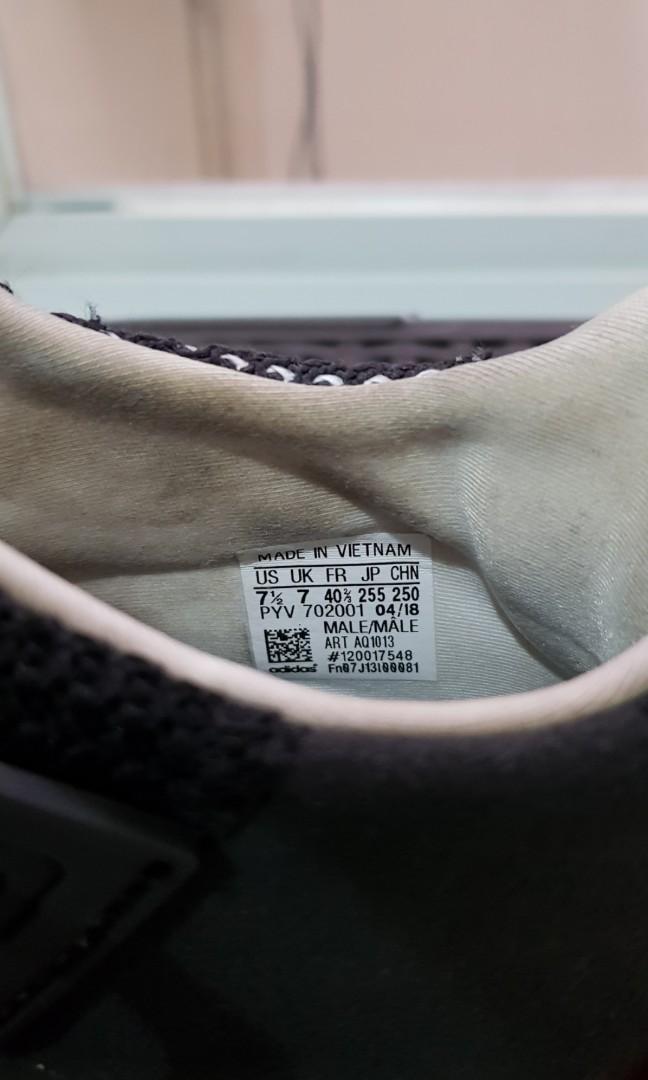 MADE IN VIETNAM
US UK FR JP CHN
7½ 7 40⅔ 255 250
PYV 702001 04/18
MALE/MÂLE
ART AQ1013
#120017548
adidas Fn07J13I00081